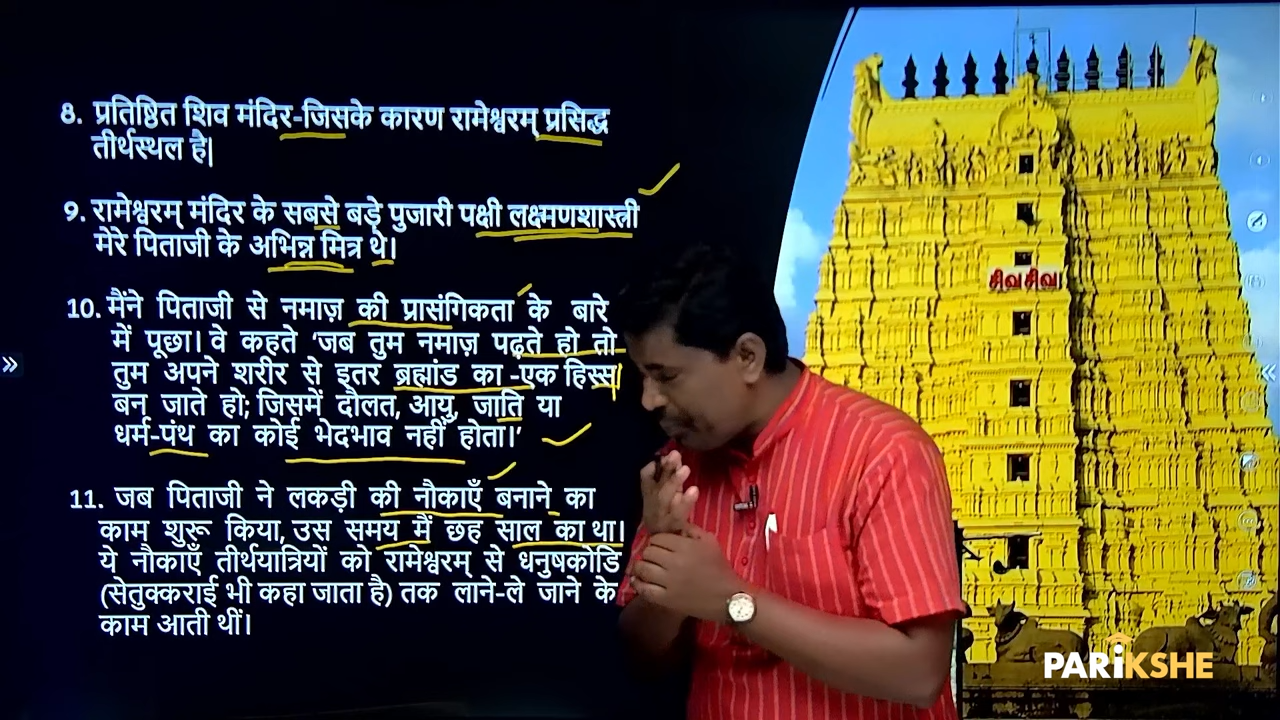 8. प्रतिष्ठित शिव मंदिर-जिसके कारण रामेश्वरम् प्रसिद्ध
तीर्थस्थल है|
9. रामेश्वरम् मंदिर के सबसे बड़े पुजारी पक्षी लक्ष्मणशास्त्री
मेरे पिताजी के अभिन्न मित्र थे।
10. मैंने पिताजी से नमाज़ की प्रासंगिकता के बारे
में पूछा। वे कहते ‘जब तुम नमाज़ पढ़ते हो तो
तुम अपने शरीर से इतर ब्रह्मांड का -एक हिस्सा
बन जाते हो; जिसमें दौलत, आयु, जाति या
धर्म-पंथ का कोई भेदभाव नहीं होता।’
11. जब पिताजी ने लकड़ी की नौकाएँ बनाने का
काम शुरू किया, उस समय मैं छह साल का था।
ये नौकाएँ तीर्थयात्रियों को रामेश्वरम् से धनुषकोडि
(सेतुक्कराई भी कहा जाता है) तक लाने-ले जाने के
काम आती थीं।
சிவசிவ
PARIKSHE